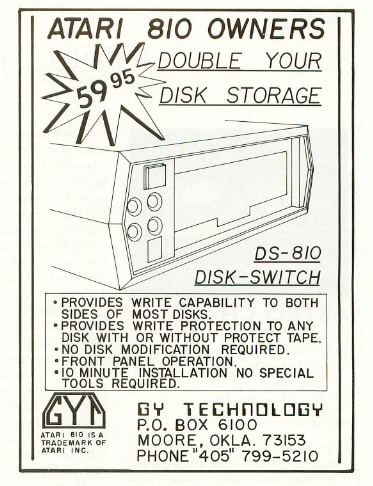 ATARI 810 OWNERS
59 95
DOUBLE YOUR
DISK STORAGE
DS-810
DISK-SWITCH
• PROVIDES WRITE CAPABILITY TO BOTH
SIDES OF MOST DISKS.
• PROVIDES WRITE PROTECTION TO ANY
DISK WITH OR WITHOUT PROTECT TAPE.
• NO DISK MODIFICATION REQUIRED.
• FRONT PANEL OPERATION.
• 10 MINUTE INSTALLATION NO SPECIAL
TOOLS REQUIRED.
GYT
ATARI 810 IS A
TRADEMARK OF
ATARI INC.
GY TECHNOLOGY
P.O. BOX 6100
MOORE, OKLA. 73153
PHONE "405" 799-5210